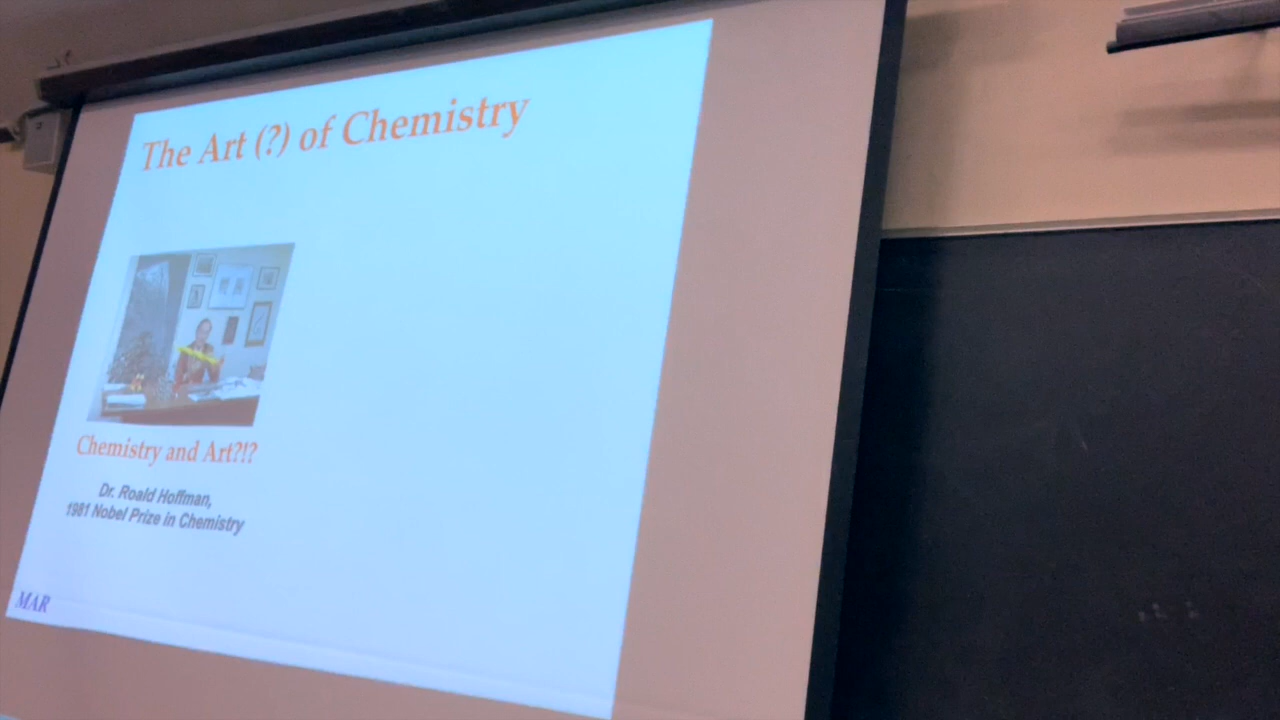 The Art (?) of Chemistry
Chemistry and Art?!?
Dr. Roald Hoffman,
1981 Nobel Prize in Chemistry
MAR